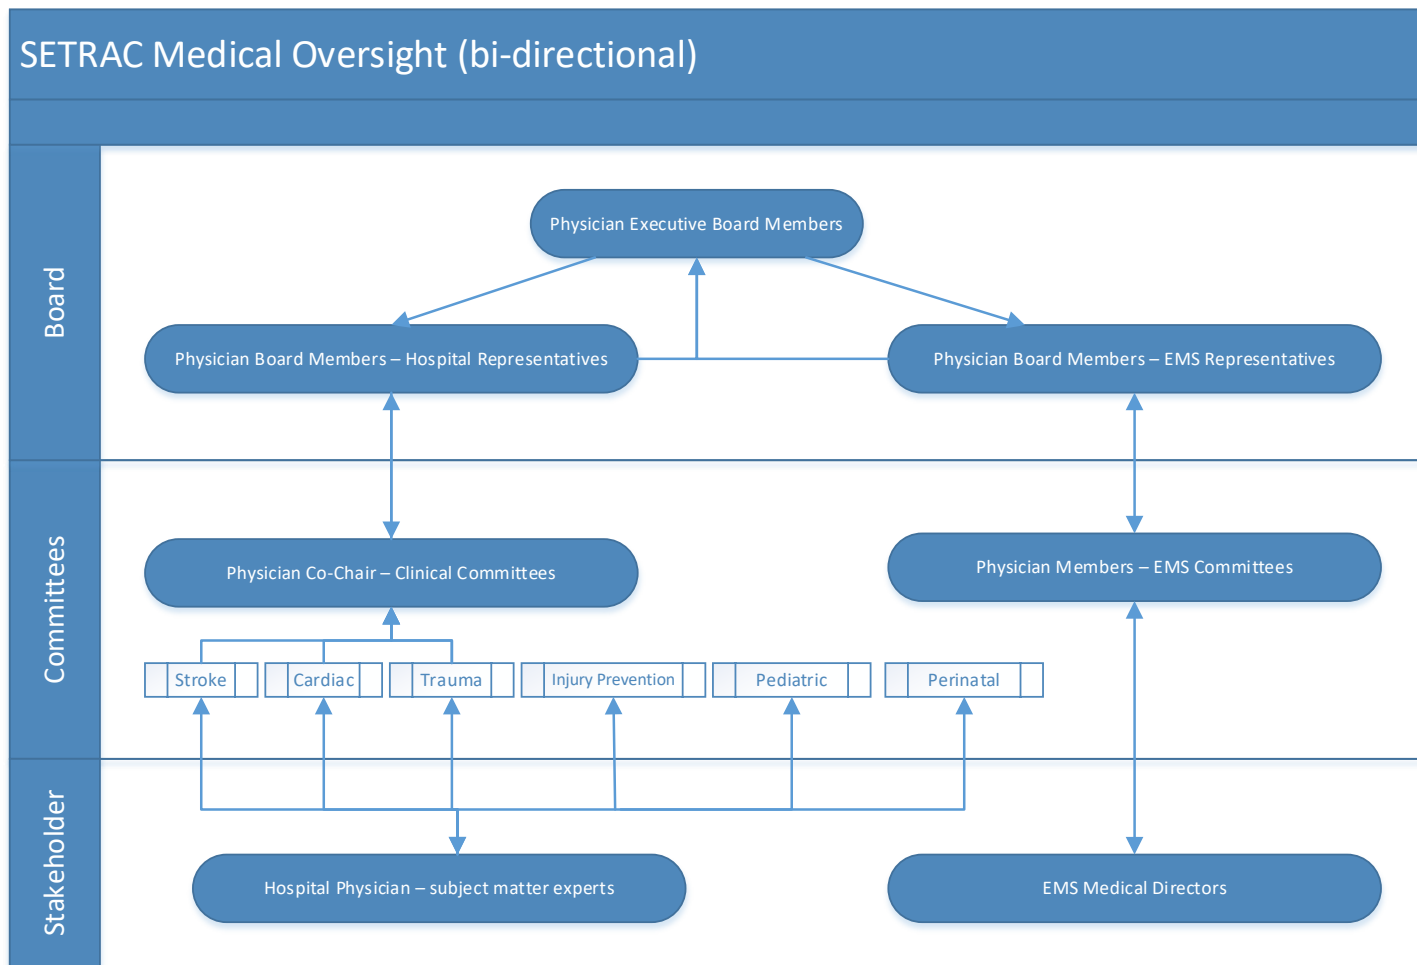 SETRAC Medical Oversight (bi-directional)
Board
Physician Executive Board Members
Physician Board Members – Hospital Representatives
Physician Board Members – EMS Representatives
Committees
Physician Co-Chair – Clinical Committees
Physician Members – EMS Committees
Stroke
Cardiac
Trauma
Injury Prevention
Pediatric
Perinatal
Stakeholder
Hospital Physician – subject matter experts
EMS Medical Directors